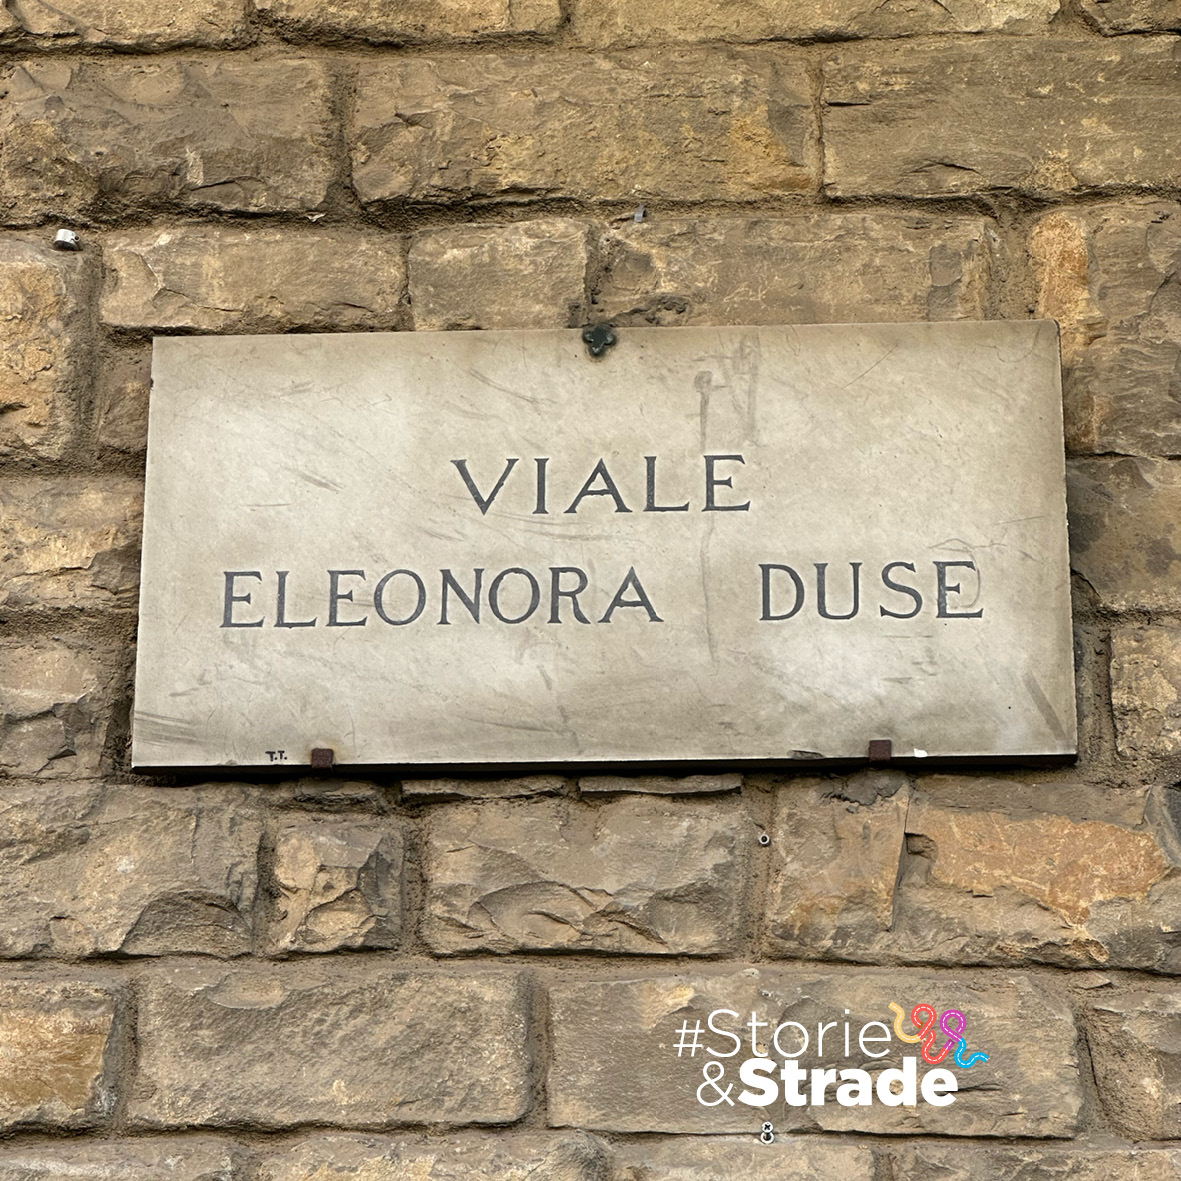 VIALE
ELEONORA DUSE
T.T.
#Storie
&Strade